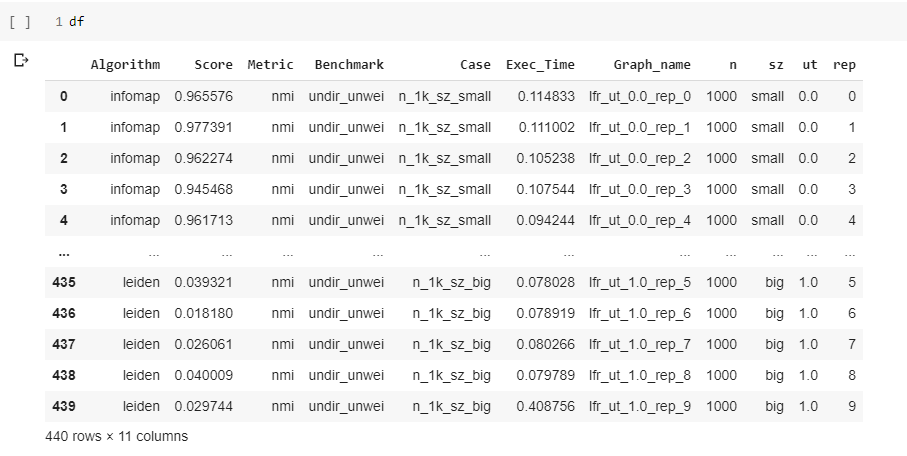 [ ] 1 df
Algorithm Score Metric Benchmark Case Exec_Time Graph_name n sz ut rep
0 infomap 0.965576 nmi undir_unwei n_1k_sz_small 0.114833 lfr_ut_0.0_rep_0 1000 small 0.0 0
1 infomap 0.977391 nmi undir_unwei n_1k_sz_small 0.111002 lfr_ut_0.0_rep_1 1000 small 0.0 1
2 infomap 0.962274 nmi undir_unwei n_1k_sz_small 0.105238 lfr_ut_0.0_rep_2 1000 small 0.0 2
3 infomap 0.945468 nmi undir_unwei n_1k_sz_small 0.107544 lfr_ut_0.0_rep_3 1000 small 0.0 3
4 infomap 0.961713 nmi undir_unwei n_1k_sz_small 0.094244 lfr_ut_0.0_rep_4 1000 small 0.0 4
... ... ... ... ... ... ... ... ... ... ... ...
435 leiden 0.039321 nmi undir_unwei n_1k_sz_big 0.078028 lfr_ut_1.0_rep_5 1000 big 1.0 5
436 leiden 0.018180 nmi undir_unwei n_1k_sz_big 0.078919 lfr_ut_1.0_rep_6 1000 big 1.0 6
437 leiden 0.026061 nmi undir_unwei n_1k_sz_big 0.080266 lfr_ut_1.0_rep_7 1000 big 1.0 7
438 leiden 0.040009 nmi undir_unwei n_1k_sz_big 0.079789 lfr_ut_1.0_rep_8 1000 big 1.0 8
439 leiden 0.029744 nmi undir_unwei n_1k_sz_big 0.408756 lfr_ut_1.0_rep_9 1000 big 1.0 9
440 rows × 11 columns